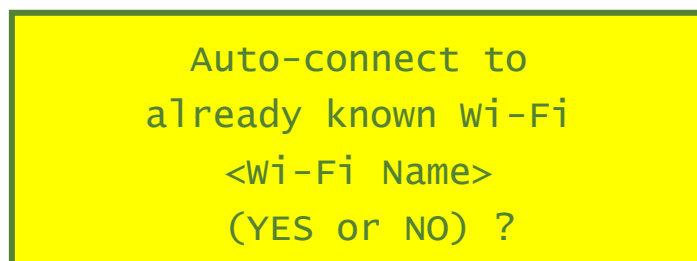 Auto-connect to
already known Wi-Fi
<Wi-Fi Name>
(YES or NO) ?